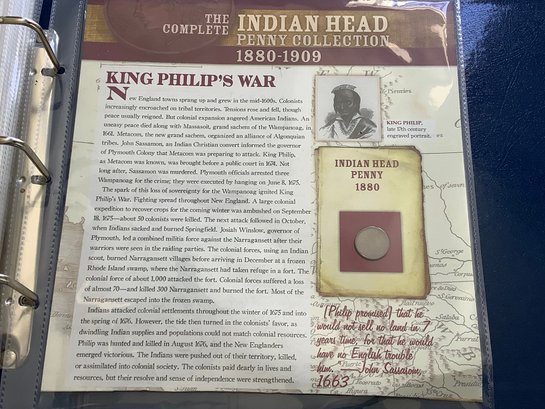 THE COMPLETE INDIAN HEAD
PENNY COLLECTION
1880-1909
KING PHILIP'S WAR
New England towns sprang up and grew in the mid-1600s. Colonists
increasingly encroached on tribal territories. Tensions rose and fell, though
peace usually reigned. But colonial expansion angered American Indians. An
uneasy peace died along with Massasoit, grand sachem of the Wampanoag, in
1661. Metacom, the new grand sachem, organized an alliance of Algonquian
tribes. John Sassamon, an Indian Christian convert informed the governor
of Plymouth Colony that Metacom was preparing to attack. King Philip,
as Metacom was known, was brought before a public court in 1674. Not
long after, Sassamon was murdered. Plymouth officials arrested three
Wampanoag for the crime; they were executed by hanging on June 8, 1675.
The spark of this loss of sovereignty for the Wampanoag ignited King
Philip's War. Fighting spread throughout New England. A large colonial
expedition to recover crops for the coming winter was ambushed on September
18, 1675—about 50 colonists were killed. The next attack followed in October,
when Indians sacked and burned Springfield. Josiah Winslow, governor of
Plymouth, led a combined militia force against the Narragansett after their
warriors were seen in the raiding parties. The colonial forces, using an Indian
scout, burned Narragansett villages before arriving in December at a frozen
Rhode Island swamp, where the Narragansett had taken refuge in a fort. The
colonial force of about 1,000 attacked the fort. Colonial forces suffered a loss
of almost 70—and killed 300 Narragansett and burned the fort. Most of the
Narragansett escaped into the frozen swamp.
Indians attacked colonial settlements throughout the winter of 1675 and into
the spring of 1676. However, the tide then turned in the colonists' favor, as
dwindling Indian supplies and populations could not match colonial resources.
Philip was hunted and killed in August 1676, and the New Englanders
emerged victorious. The Indians were pushed out of their territory, killed,
or assimilated into colonial society. The colonists paid dearly in lives and
resources, but their resolve and sense of independence were strengthened.
KING PHILIP,
late 17th century
engraved portrait.
INDIAN HEAD
PENNY
1880
[Philip promised] that he
would not sell no land in 7
years time, for that he would
have no English trouble
him. John Sassamon,
1663